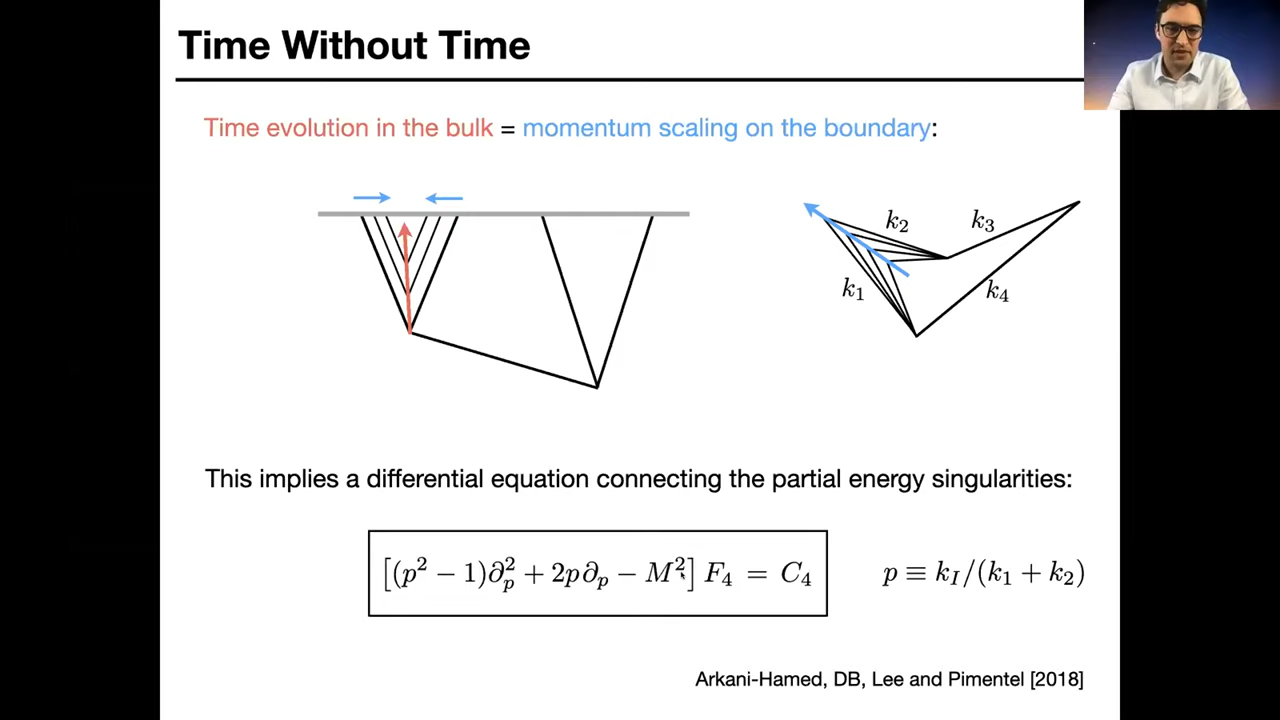 Time Without Time
Time evolution in the bulk = momentum scaling on the boundary:
k₂
k₃
k₁
k₄
This implies a differential equation connecting the partial energy singularities:
[(p² − 1)∂ₚ² + 2p∂ₚ − M²] F₄ = C₄
p ≡ k_I/(k₁ + k₂)
Arkani-Hamed, DB, Lee and Pimentel [2018]